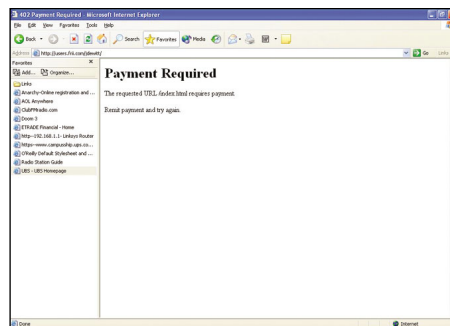 402 Payment Required - Microsoft Internet Explorer
File Edit View Favorites Tools Help
Back Search Favorites Media
Address http://users.frii.com/jdewitt/ Go Links
Favorites
Add... Organize...
Links
Anarchy-Online registration and ...
AOL Anywhere
ClubFMradio.com
Doom 3
ETRADE Financial - Home
http--192.168.1.1- Linksys Router
https--www.campusship.ups.co...
O'Reilly Default Stylesheet and ...
Radio Station Guide
UBS - UBS Homepage
Payment Required
The requested URL /index.html requires payment.
Remit payment and try again.
Done Internet